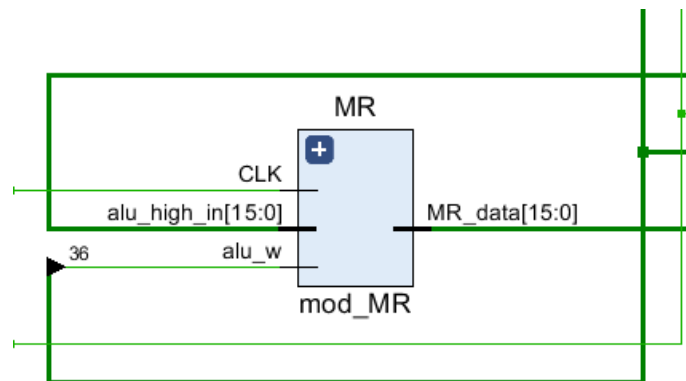 MR
CLK
alu_high_in[15:0] MR_data[15:0]
36 alu_w
mod_MR